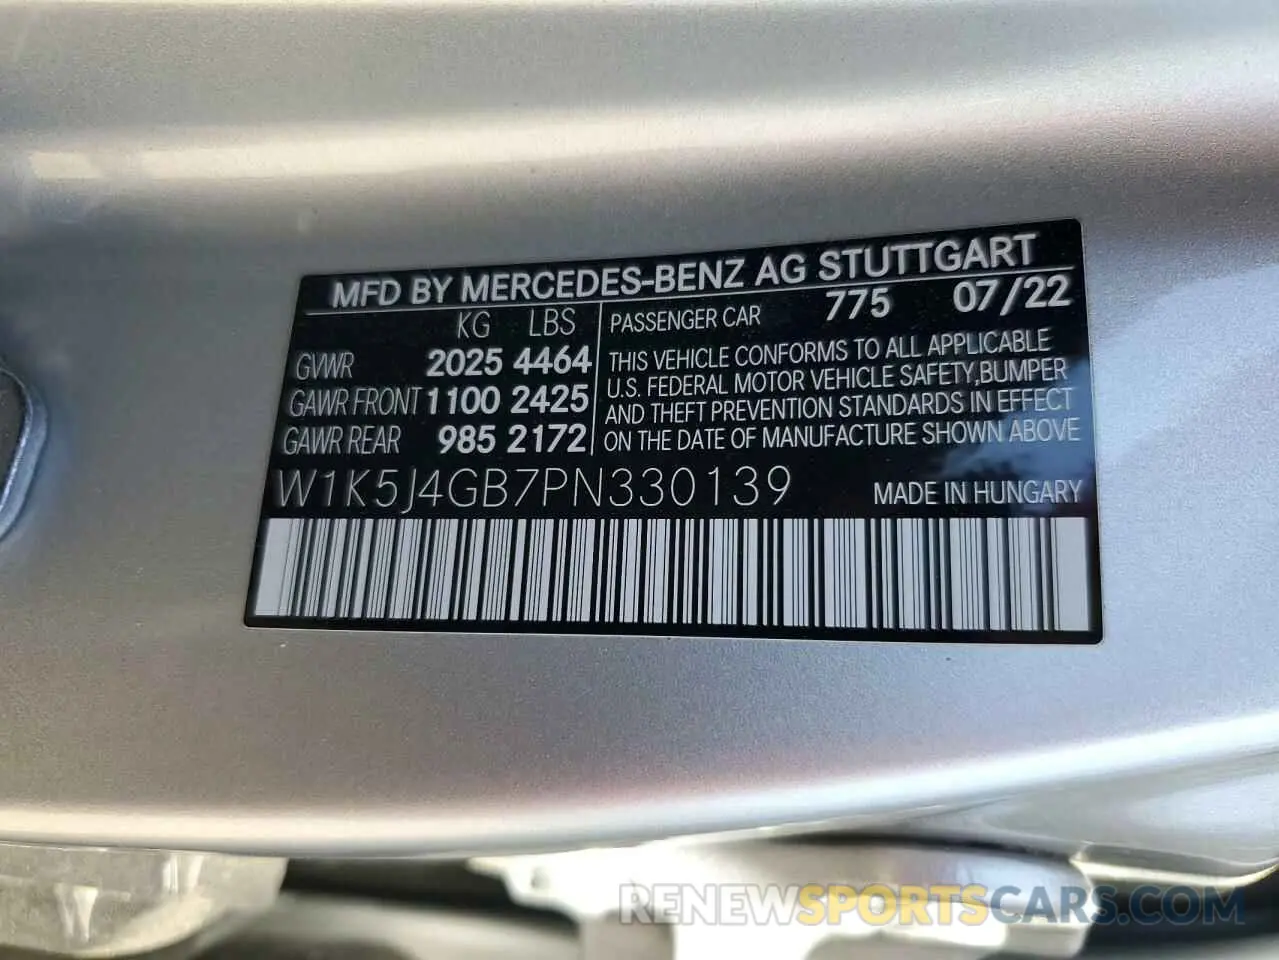 MFD BY MERCEDES-BENZ AG STUTTGART
KG LBS
GVWR 2025 4464
GAWR FRONT 1100 2425
GAWR REAR 985 2172
PASSENGER CAR 775 07/22
THIS VEHICLE CONFORMS TO ALL APPLICABLE
U.S. FEDERAL MOTOR VEHICLE SAFETY,BUMPER
AND THEFT PREVENTION STANDARDS IN EFFECT
ON THE DATE OF MANUFACTURE SHOWN ABOVE
W1K5J4GB7PN330139 MADE IN HUNGARY
RENEWSPORTSCARS.COM